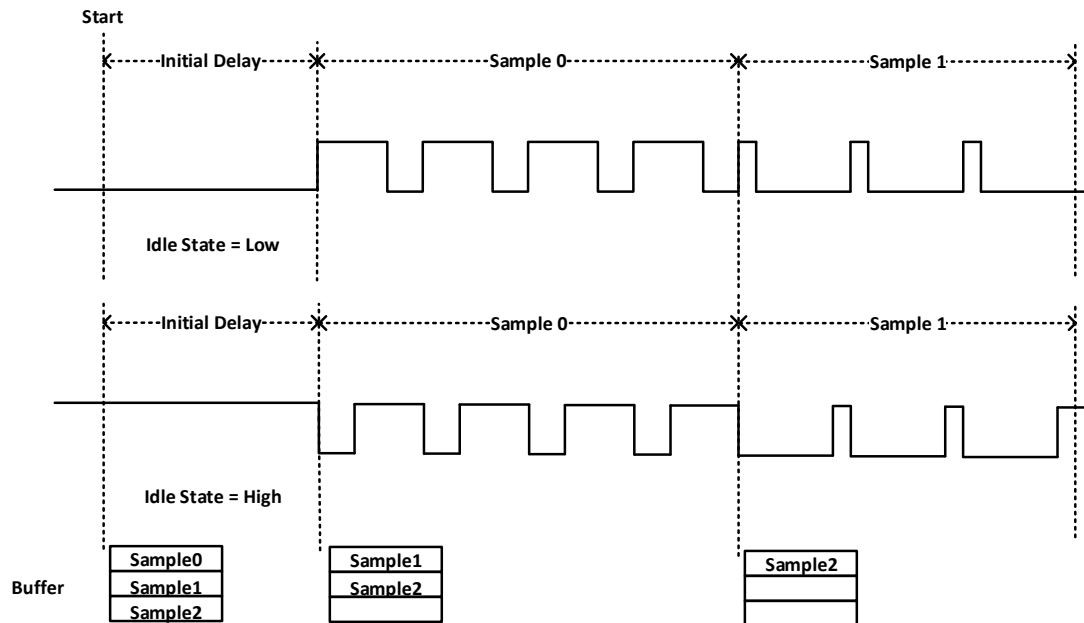 Start
Initial Delay Sample 0 Sample 1
Idle State = Low
Initial Delay Sample 0 Sample 1
Idle State = High
Sample0 Sample1 Sample2
Buffer Sample1 Sample2
Sample2